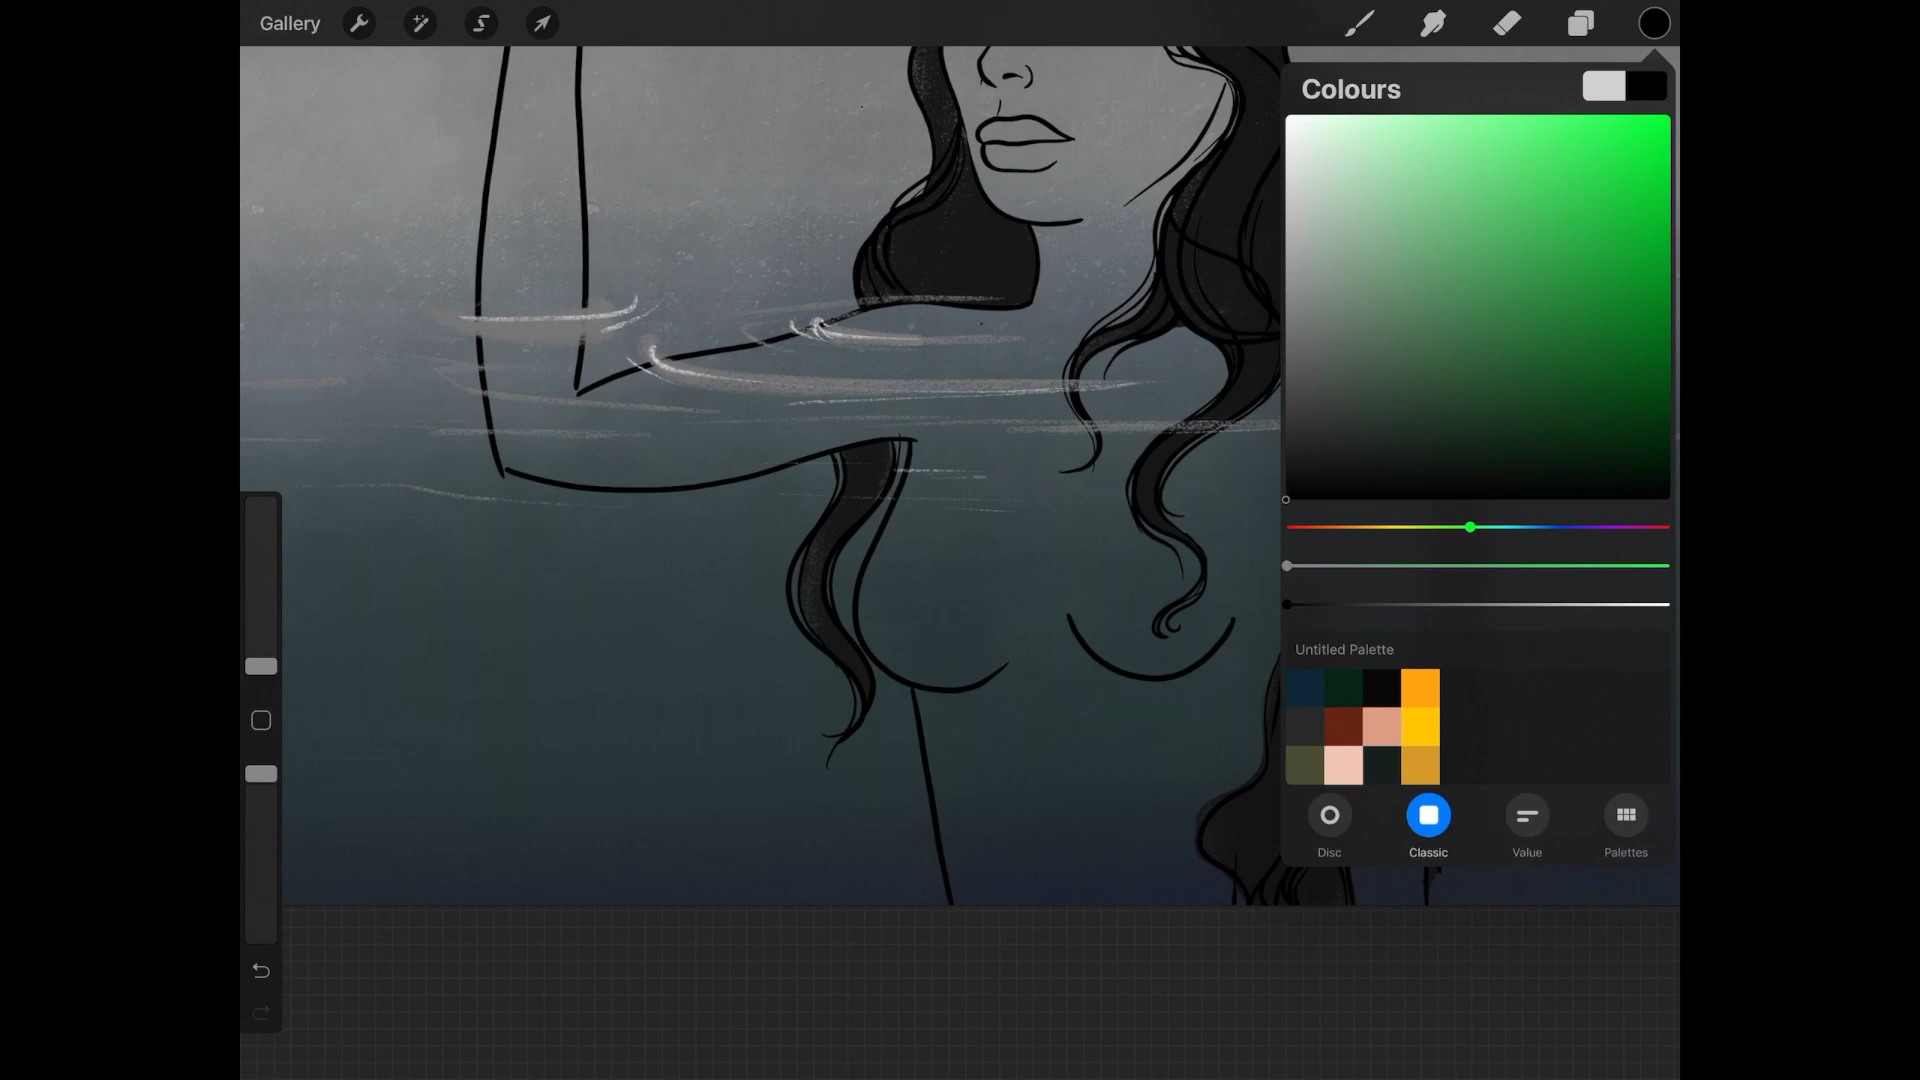 Gallery
Colours
Untitled Palette
Disc
Classic
Value
Palettes